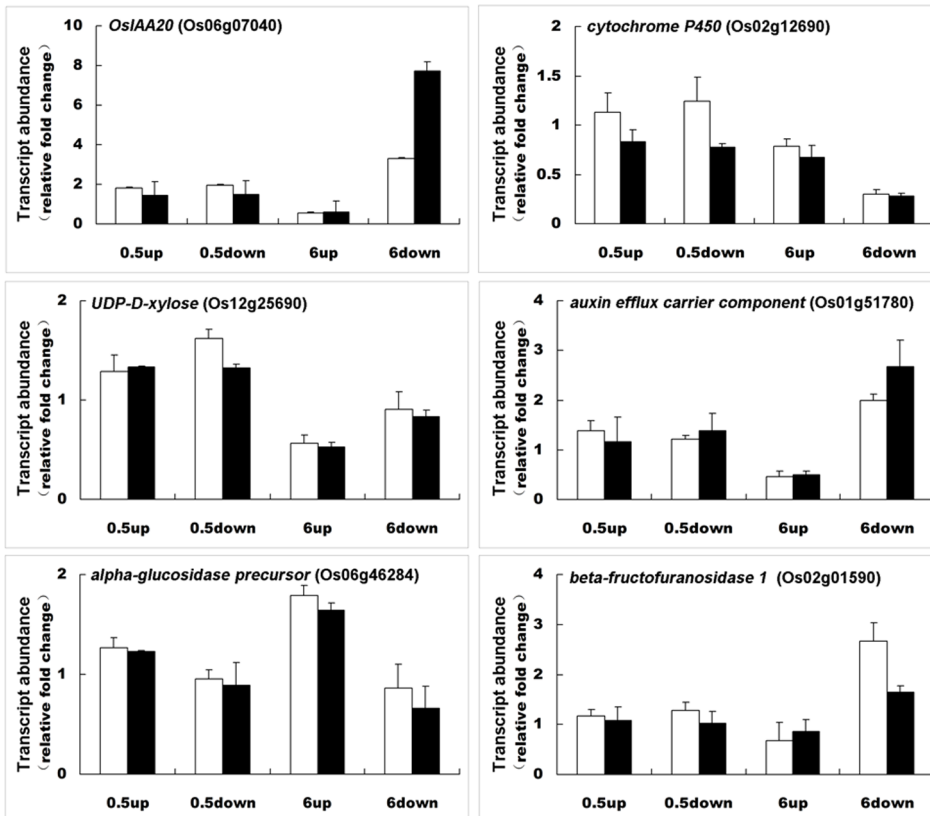 OsIAA20 (Os06g07040)
Transcript abundance
(relative fold change)
10
8
6
4
2
0
0.5up 0.5down 6up 6down
cytochrome P450 (Os02g12690)
Transcript abundance
(relative fold change)
2
1.5
1
0.5
0
0.5up 0.5down 6up 6down
UDP-D-xylose (Os12g25690)
Transcript abundance
(relative fold change)
2
1
0
0.5up 0.5down 6up 6down
auxin efflux carrier component (Os01g51780)
Transcript abundance
(relative fold change)
4
3
2
1
0
0.5up 0.5down 6up 6down
alpha-glucosidase precursor (Os06g46284)
Transcript abundance
(relative fold change)
2
1
0
0.5up 0.5down 6up 6down
beta-fructofuranosidase 1 (Os02g01590)
Transcript abundance
(relative fold change)
4
3
2
1
0
0.5up 0.5down 6up 6down